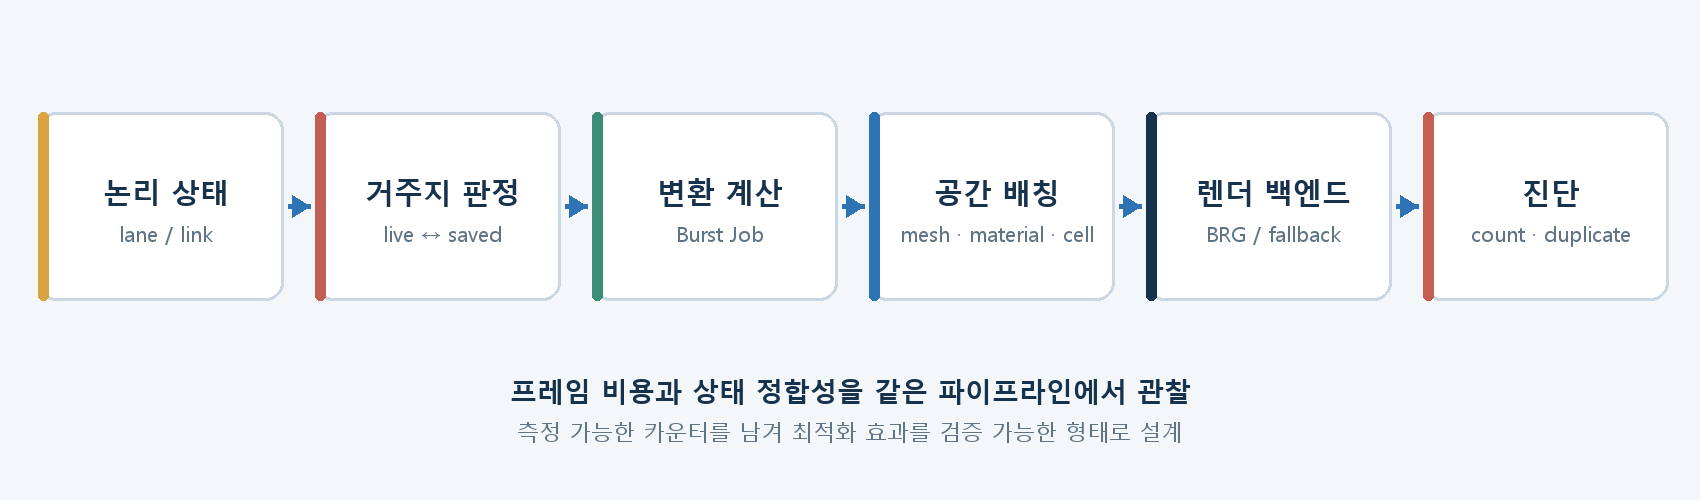 논리 상태
lane / link
거주지 판정
live ↔ saved
변환 계산
Burst Job
공간 배칭
mesh · material · cell
렌더 백엔드
BRG / fallback
진단
count · duplicate
프레임 비용과 상태 정합성을 같은 파이프라인에서 관찰
측정 가능한 카운터를 남겨 최적화 효과를 검증 가능한 형태로 설계